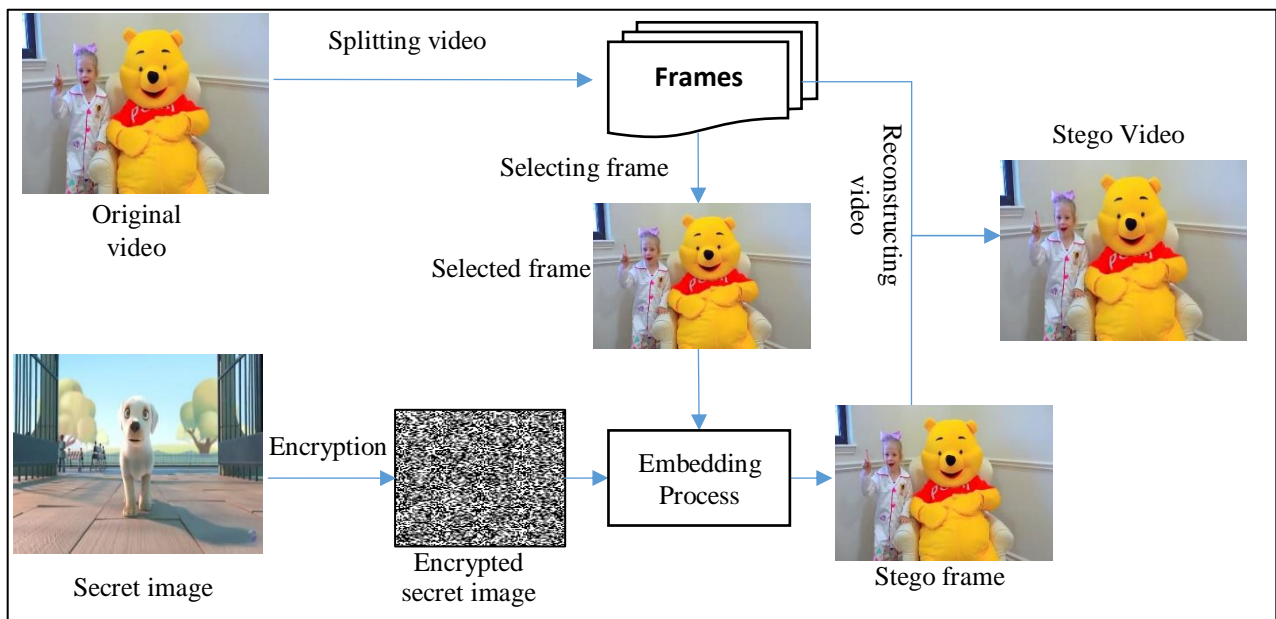 Splitting video
Frames
Original
video
Selecting frame
Selected frame
Reconstructing
video
Stego Video
Encryption
Embedding
Process
Secret image
Encrypted
secret image
Stego frame